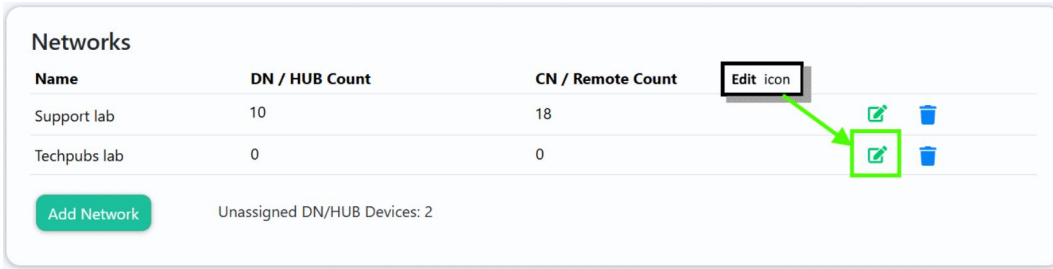 Networks
Name DN / HUB Count CN / Remote Count Edit icon
Support lab 10 18
Techpubs lab 0 0
Add Network Unassigned DN/HUB Devices: 2